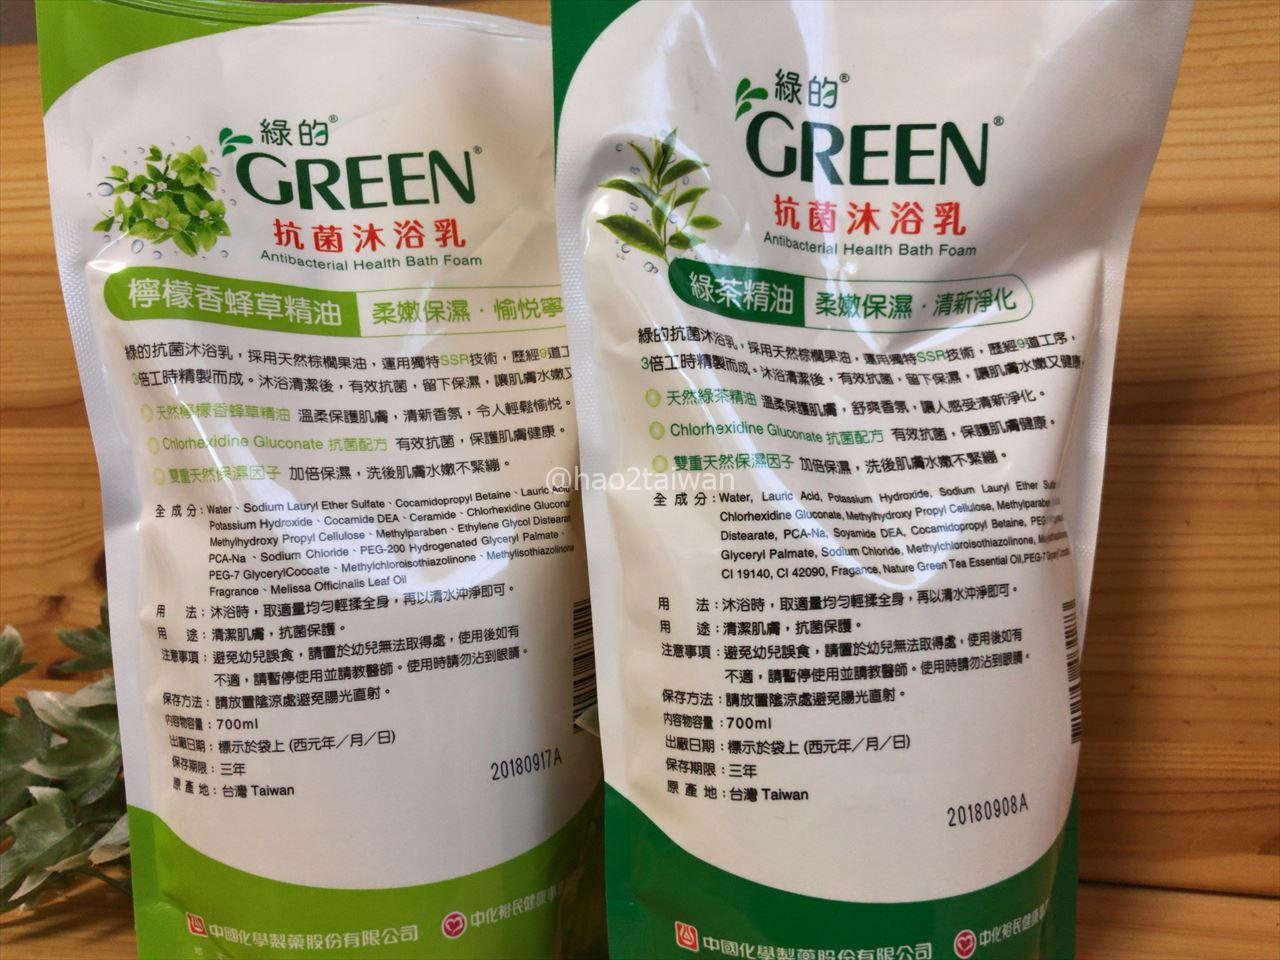 綠的®
GREEN®
抗菌沐浴乳
Antibacterial Health Bath Foam
檸檬香蜂草精油 柔嫩保濕・愉悅寧
綠的抗菌沐浴乳，採用天然棕櫚果油，運用獨特SSR技術，歷經9道工
3倍工時精製而成。沐浴清潔後，有效抗菌，留下保濕，讓肌膚水嫩又
天然檸檬香蜂草精油 溫柔保護肌膚，清新香氛，令人輕鬆愉悅。
Chlorhexidine Gluconate 抗菌配方 有效抗菌，保護肌膚健康。
雙重天然保濕因子 加倍保濕，洗後肌膚水嫩不緊繃。
全成分：Water、Sodium Lauryl Ether Sulfate、Cocamidopropyl Betaine、Lauric Acid
Potassium Hydroxide、Cocamide DEA、Ceramide、Chlorhexidine Gluconat
Methylhydroxy Propyl Cellulose、Methylparaben、Ethylene Glycol Distearat
PCA-Na、Sodium Chloride、PEG-200 Hydrogenated Glyceryl Palmate、
PEG-7 GlycerylCocoate、Methylchloroisothiazolinone、Methylisothiazolinone
Fragrance、Melissa Officinalis Leaf Oil
用 法：沐浴時，取適量均勻輕揉全身，再以清水沖淨即可。
用 途：清潔肌膚，抗菌保護。
注意事項：避免幼兒誤食，請置於幼兒無法取得處，使用後如有
不適，請暫停使用並請教醫師。使用時請勿沾到眼睛。
保存方法：請放置陰涼處避免陽光直射。
內容物容量：700ml
出廠日期：標示於袋上 (西元年／月／日)
保存期限：三年
原產地：台灣 Taiwan
20180917A
中國化學製藥股份有限公司
中化裕民健康事
綠的®
GREEN®
抗菌沐浴乳
Antibacterial Health Bath Foam
綠茶精油 柔嫩保濕・清新淨化
綠的抗菌沐浴乳，採用天然棕櫚果油，運用獨特SSR技術，歷經9道工序，
3倍工時精製而成。沐浴清潔後，有效抗菌，留下保濕，讓肌膚水嫩又健康。
天然綠茶精油 溫柔保護肌膚，舒爽香氛，讓人感受清新淨化。
Chlorhexidine Gluconate 抗菌配方 有效抗菌，保護肌膚健康。
雙重天然保濕因子 加倍保濕，洗後肌膚水嫩不緊繃。
全成分：Water, Lauric Acid, Potassium Hydroxide, Sodium Lauryl Ether Sulfate
Chlorhexidine Gluconate, Methylhydroxy Propyl Cellulose, Methylparaben
Distearate, PCA-Na, Soyamide DEA, Cocamidopropyl Betaine,
Glyceryl Palmate, Sodium Chloride, Methylchloroisothiazolinone,
CI 19140, CI 42090, Fragance, Nature Green Tea Essential Oil,PEG-7
用 法：沐浴時，取適量均勻輕揉全身，再以清水沖淨即可。
用 途：清潔肌膚，抗菌保護。
注意事項：避免幼兒誤食，請置於幼兒無法取得處，使用後如有
不適，請暫停使用並請教醫師。使用時請勿沾到眼睛。
保存方法：請放置陰涼處避免陽光直射。
內容物容量：700ml
出廠日期：標示於袋上 (西元年／月／日)
保存期限：三年
原產地：台灣 Taiwan
20180908A
中國化學製藥股份有限公司
中化裕民健康
@hao2taiwan